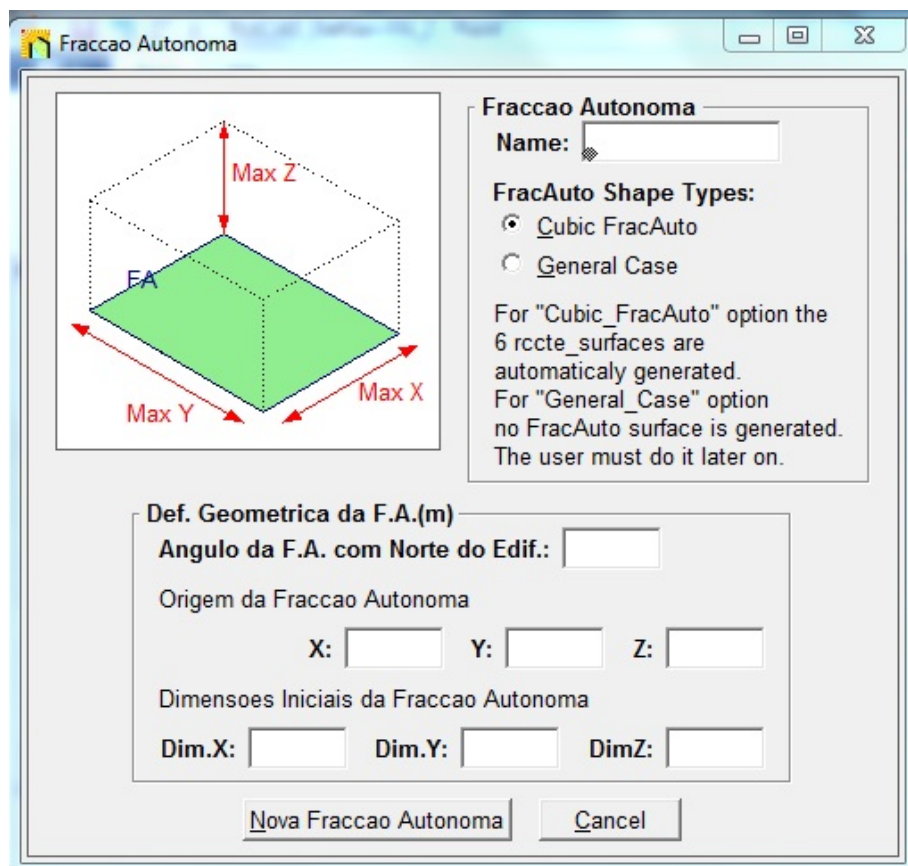 Fraccao Autonoma
Max Z
FA
Max Y
Max X
Fraccao Autonoma
Name:
FracAuto Shape Types:
Cubic FracAuto
General Case
For "Cubic_FracAuto" option the
6 rccte_surfaces are
automaticaly generated.
For "General_Case" option
no FracAuto surface is generated.
The user must do it later on.
Def. Geometrica da F.A.(m)
Angulo da F.A. com Norte do Edif.:
Origem da Fraccao Autonoma
X: Y: Z:
Dimensoes Iniciais da Fraccao Autonoma
Dim.X: Dim.Y: DimZ:
Nova Fraccao Autonoma Cancel